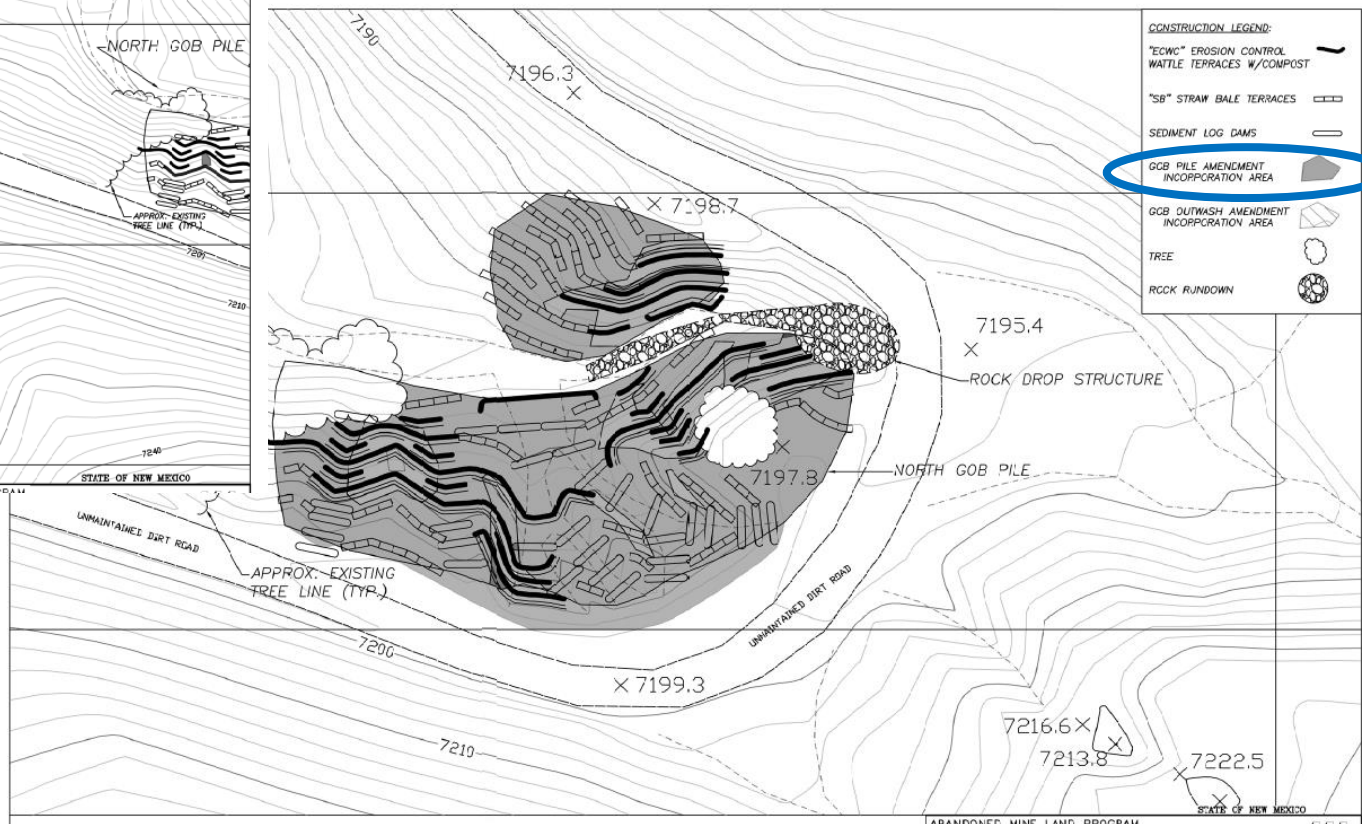 NORTH GOB PILE
APPROX. EXISTING
TREE LINE (TYP.)
7200
7210
7240
STATE OF NEW MEXICO
7190
7196.3
7198.7
7195.4
ROCK DROP STRUCTURE
NORTH GOB PILE
7197.8
UNMAINTAINED DIRT ROAD
APPROX. EXISTING
TREE LINE (TYP.)
UNMAINTAINED DIRT ROAD
7200
7199.3
7210
7216.6
7213.8
7222.5
STATE OF NEW MEXICO
ABANDONED MINE LAND PROGRAM
CONSTRUCTION LEGEND:
"ECWC" EROSION CONTROL
WATTLE TERRACES W/COMPOST
"SB" STRAW BALE TERRACES
SEDIMENT LOG DAMS
GOB PILE AMENDMENT
INCORPORATION AREA
GOB OUTWASH AMENDMENT
INCORPORATION AREA
TREE
ROCK RUNDOWN